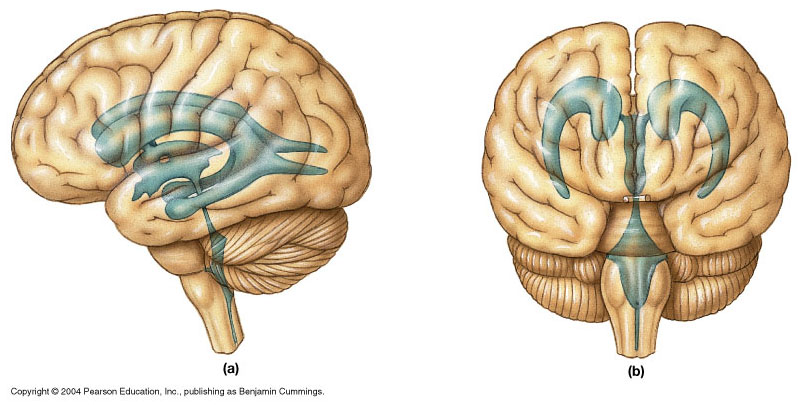 (a)
(b)
Copyright © 2004 Pearson Education, Inc., publishing as Benjamin Cummings.